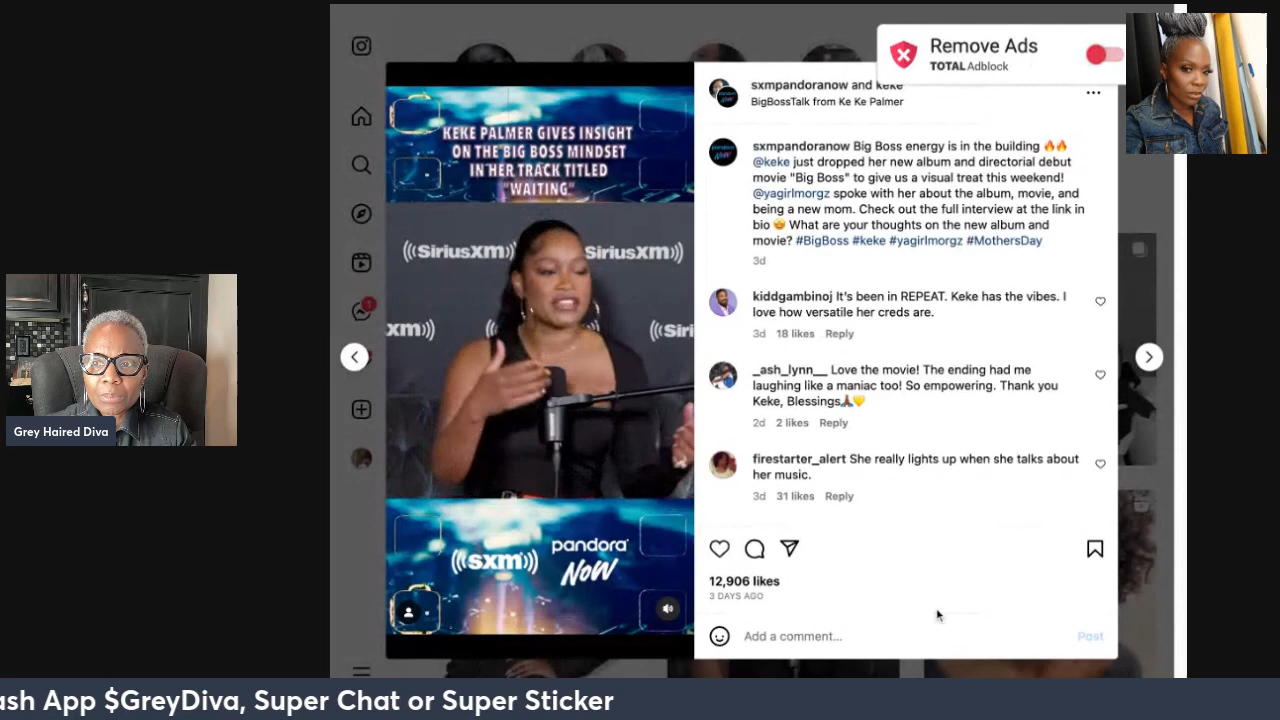 Remove Ads
TOTAL Adblock
sxmpandoranow and keke
BigBossTalk from Ke Ke Palmer
KEKE PALMER GIVES INSIGHT
ON THE BIG BOSS MINDSET
IN HER TRACK TITLED
"WAITING"
((SiriusXM))
SiriusXM))
xm))
((Siri
sxmpandoranow Big Boss energy is in the building 🔥🔥
@keke just dropped her new album and directorial debut
movie "Big Boss" to give us a visual treat this weekend!
@yagirlmorgz spoke with her about the album, movie, and
being a new mom. Check out the full interview at the link in
bio 🤩 What are your thoughts on the new album and
movie? #BigBoss #keke #yagirlmorgz #MothersDay
3d
kiddgambinoj It's been in REPEAT. Keke has the vibes. I
love how versatile her creds are.
3d 18 likes Reply
_ash_lynn__ Love the movie! The ending had me
laughing like a maniac too! So empowering. Thank you
Keke, Blessings🙏🏾💛
2d 2 likes Reply
firestarter_alert She really lights up when she talks about
her music.
3d 31 likes Reply
((sxm))
pandora
NOW
12,906 likes
3 DAYS AGO
Add a comment...
Post
1
Grey Haired Diva
ash App $GreyDiva, Super Chat or Super Sticker